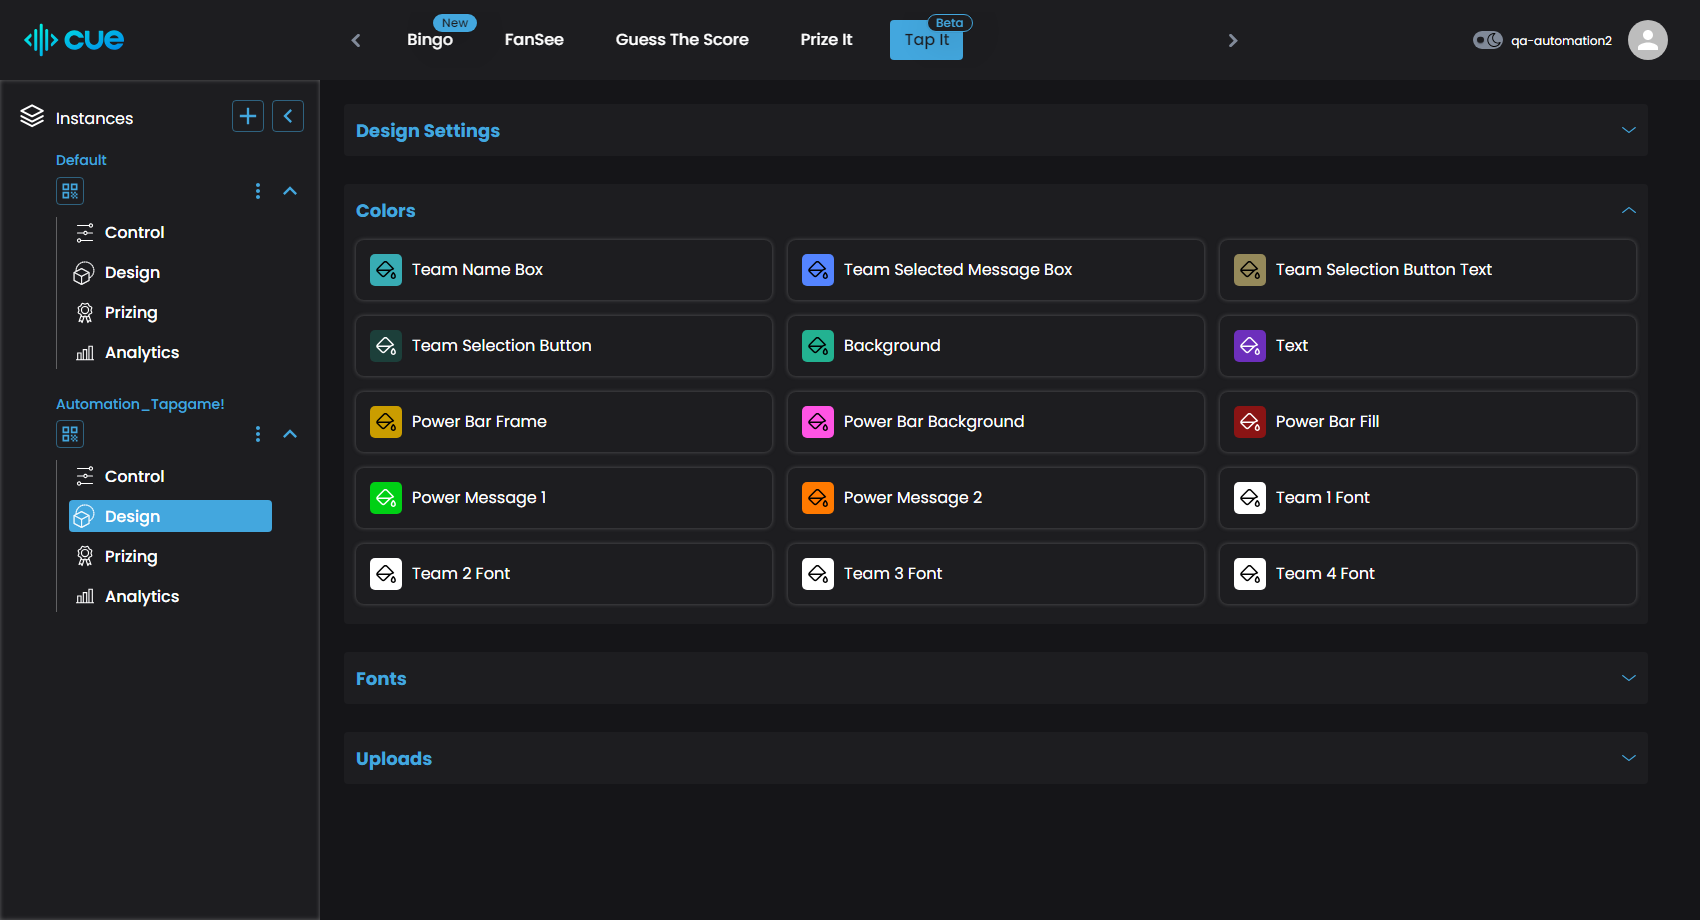 cue
New
Beta
Bingo
FanSee
Guess The Score
Prize It
Tap It
qa-automation2
Instances
Default
Control
Design
Prizing
Analytics
Automation_Tapgame!
Control
Design
Prizing
Analytics
Design Settings
Colors
Team Name Box
Team Selected Message Box
Team Selection Button Text
Team Selection Button
Background
Text
Power Bar Frame
Power Bar Background
Power Bar Fill
Power Message 1
Power Message 2
Team 1 Font
Team 2 Font
Team 3 Font
Team 4 Font
Fonts
Uploads